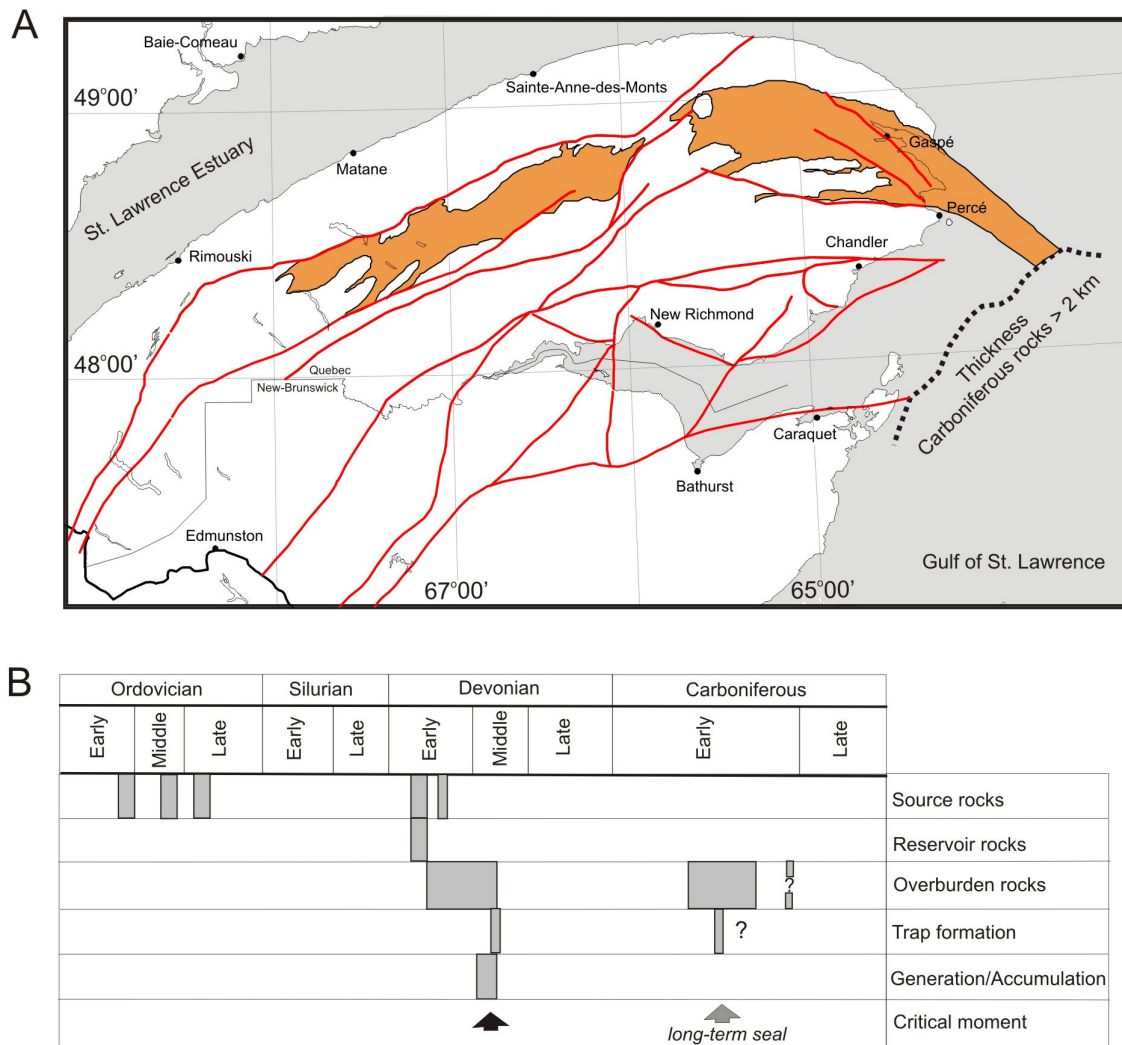 A
Baie-Comeau
49°00’
Sainte-Anne-des-Monts
St. Lawrence Estuary
Matane
Gaspé
Percé
Rimouski
Chandler
New Richmond
Thickness
Carboniferous rocks > 2 km
48°00’
Quebec
New-Brunswick
Caraquet
Bathurst
Edmunston
67°00’
65°00’
Gulf of St. Lawrence
B
Ordovician
Silurian
Devonian
Carboniferous
Early
Middle
Late
Early
Late
Early
Middle
Late
Early
Late
Source rocks
Reservoir rocks
?
Overburden rocks
?
Trap formation
Generation/Accumulation
long-term seal
Critical moment